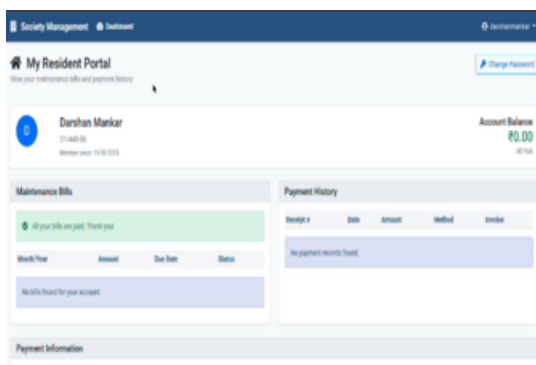 Society Management Dashboard darshanmankar
My Resident Portal
Change Password
View your maintenance bills and payment history
D
Darshan Mankar
Account Balance
₹0.00
All Paid
Maintenance Bills
All your bills are paid. Thank you!
Month/Year Amount Due Date Status
No bills found for your account.
Payment History
Receipt # Date Amount Method Invoice
No payment records found.
Payment Information